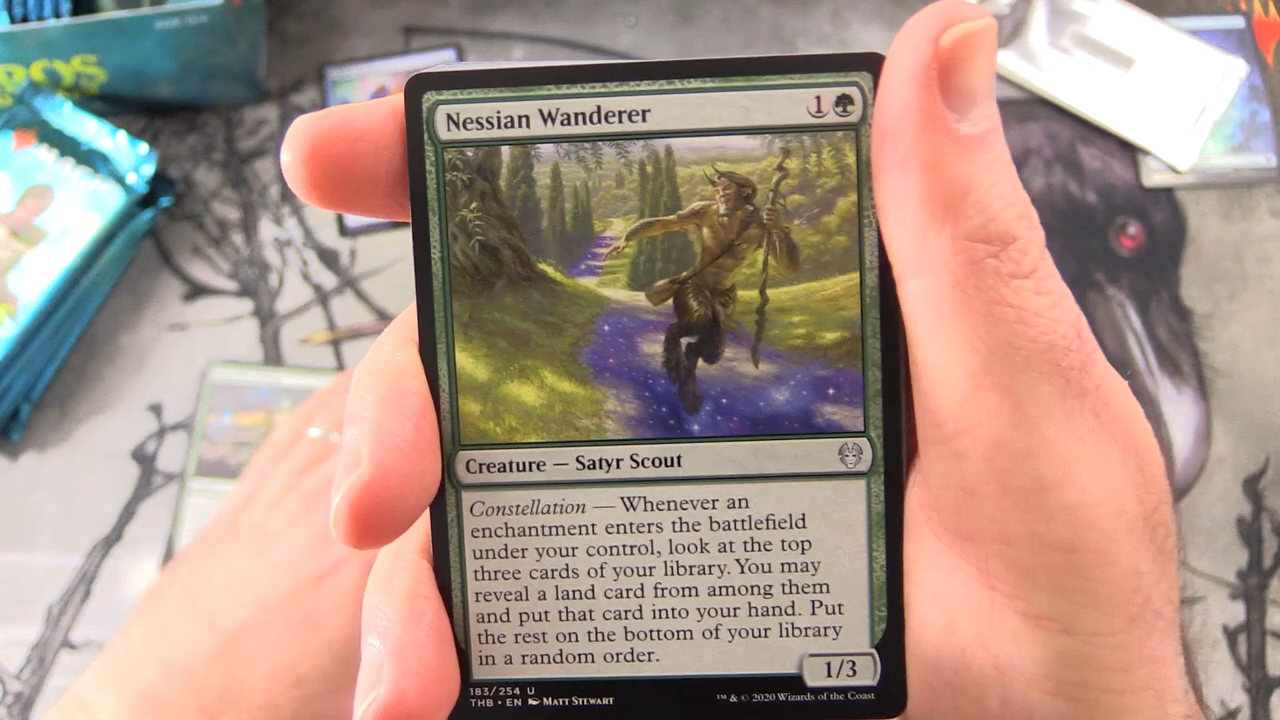 Nessian Wanderer 1
Creature — Satyr Scout
Constellation — Whenever an
enchantment enters the battlefield
under your control, look at the top
three cards of your library. You may
reveal a land card from among them
and put that card into your hand. Put
the rest on the bottom of your library
in a random order.
1/3
183/254 U
THB • EN MATT STEWART
™ & © 2020 Wizards of the Coast